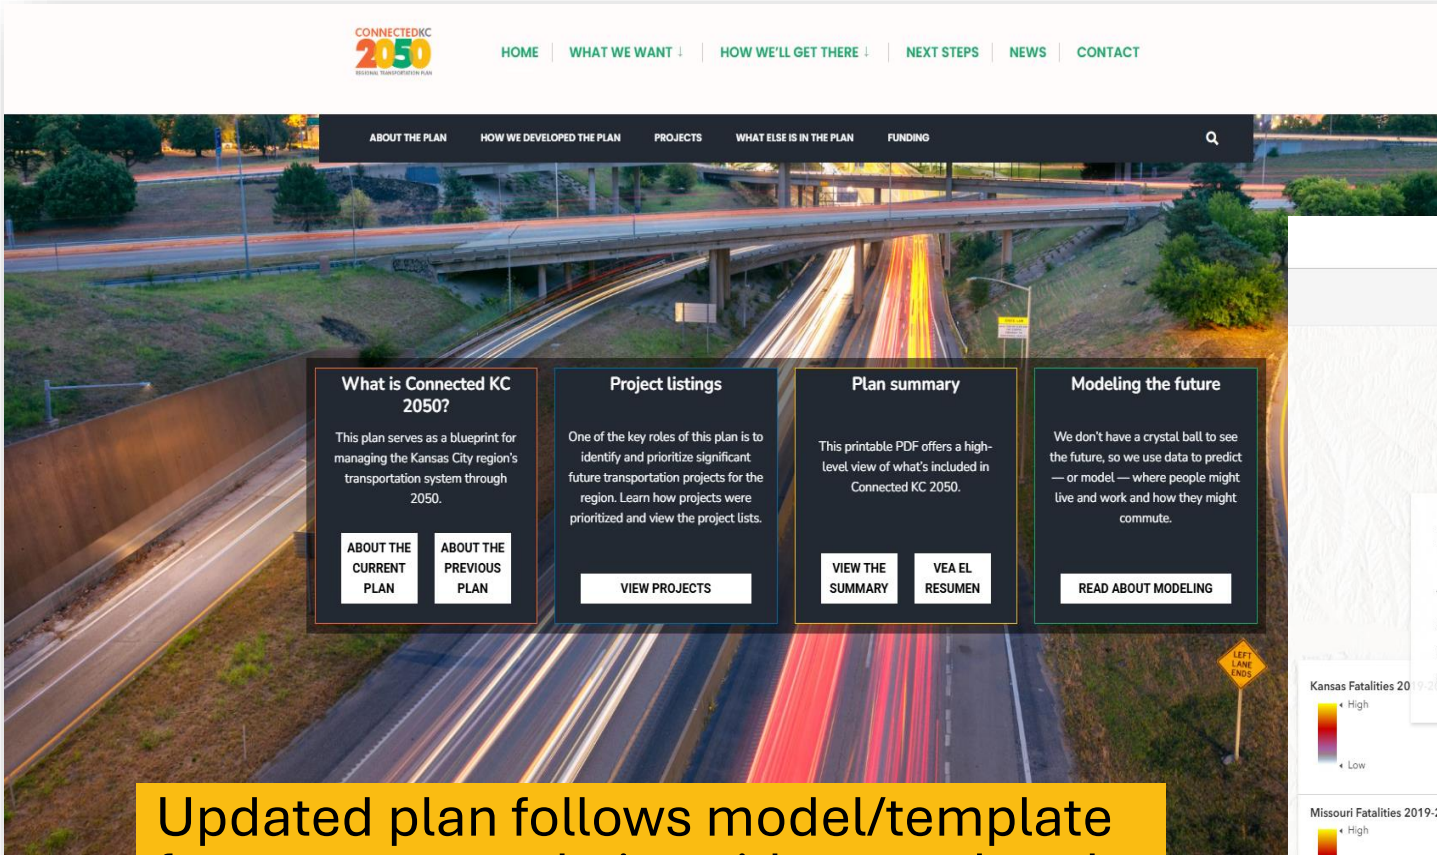 CONNECTEDKC
2050
REGIONAL TRANSPORTATION PLAN
HOME
WHAT WE WANT ↓
HOW WE'LL GET THERE ↓
NEXT STEPS
NEWS
CONTACT
ABOUT THE PLAN
HOW WE DEVELOPED THE PLAN
PROJECTS
WHAT ELSE IS IN THE PLAN
FUNDING
What is Connected KC
2050?
This plan serves as a blueprint for
managing the Kansas City region's
transportation system through
2050.
ABOUT THE
CURRENT
PLAN
ABOUT THE
PREVIOUS
PLAN
Project listings
One of the key roles of this plan is to
identify and prioritize significant
future transportation projects for the
region. Learn how projects were
prioritized and view the project lists.
VIEW PROJECTS
Plan summary
This printable PDF offers a high-
level view of what's included in
Connected KC 2050.
VIEW THE
SUMMARY
VEA EL
RESUMEN
Modeling the future
We don't have a crystal ball to see
the future, so we use data to predict
— or model — where people might
live and work and how they might
commute.
READ ABOUT MODELING
LEFT
LANE
ENDS
Kansas Fatalities 2019-2
High
Low
Missouri Fatalities 2019-2
High
Updated plan follows model/template